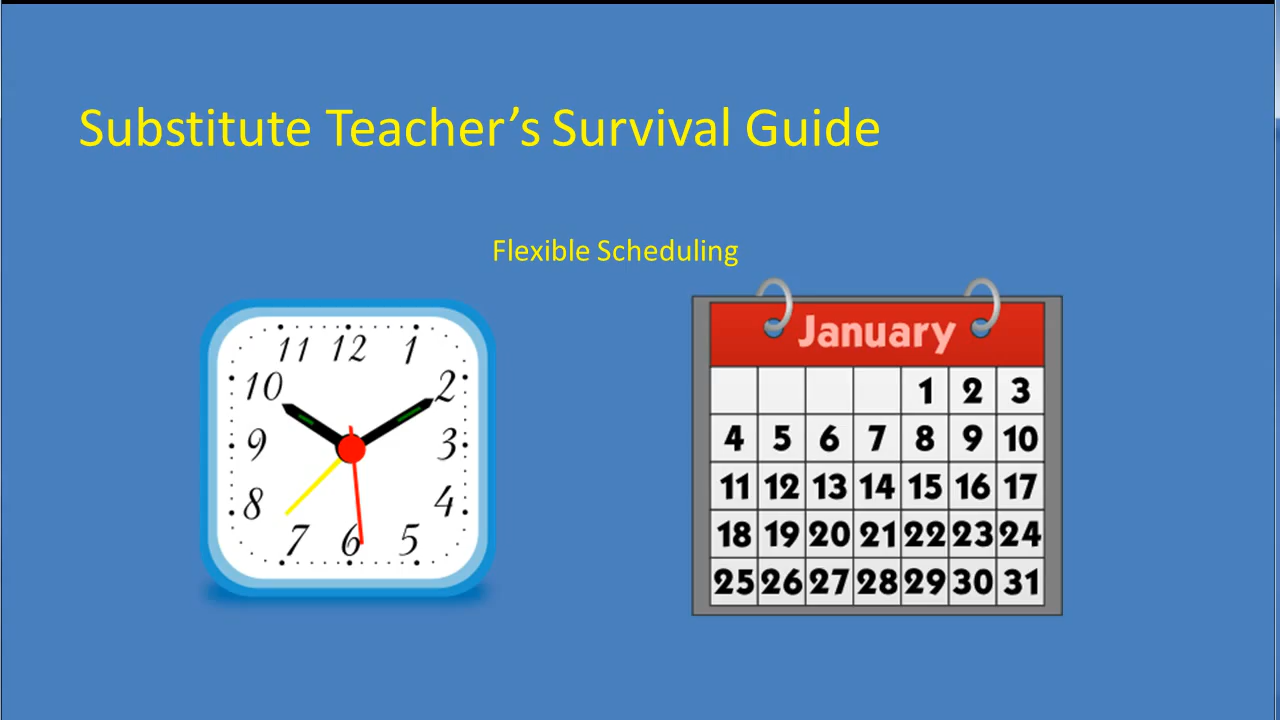 Substitute Teacher’s Survival Guide
Flexible Scheduling
11 12 1
10 2
9 3
8 4
7 6 5
January
1 2 3
4 5 6 7 8 9 10
11 12 13 14 15 16 17
18 19 20 21 22 23 24
25 26 27 28 29 30 31